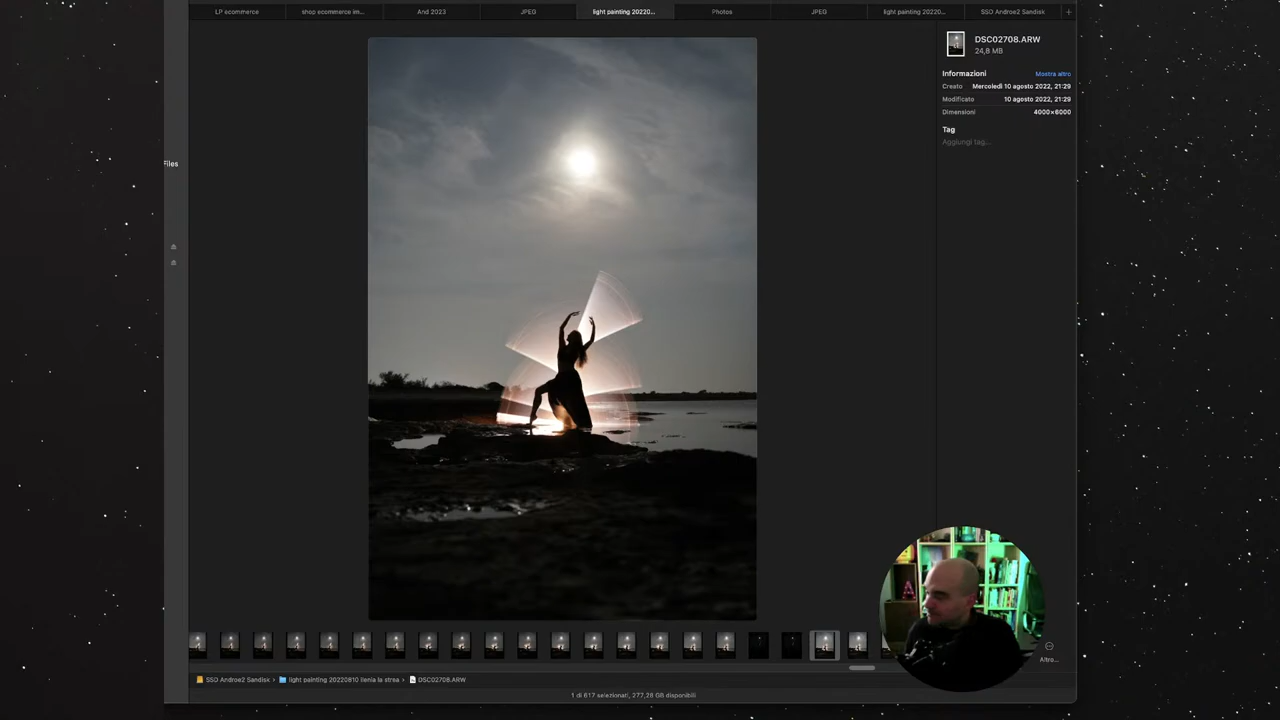 LP ecommerce
shop ecommerce im...
And 2023
JPEG
light painting 20220...
Photos
JPEG
light painting 20220...
SSO Androe2 Sandisk
+
Files
DSC02708.ARW
24,8 MB
Informazioni
Mostra altro
Creato
Mercoledì 10 agosto 2022, 21:29
Modificato
10 agosto 2022, 21:29
Dimensioni
4000×6000
Tag
Aggiungi tag...
Altro...
SSO Androe2 Sandisk › light painting 20220810 llenia la strea › DSC02708.ARW
1 di 617 selezionati, 277,28 GB disponibili